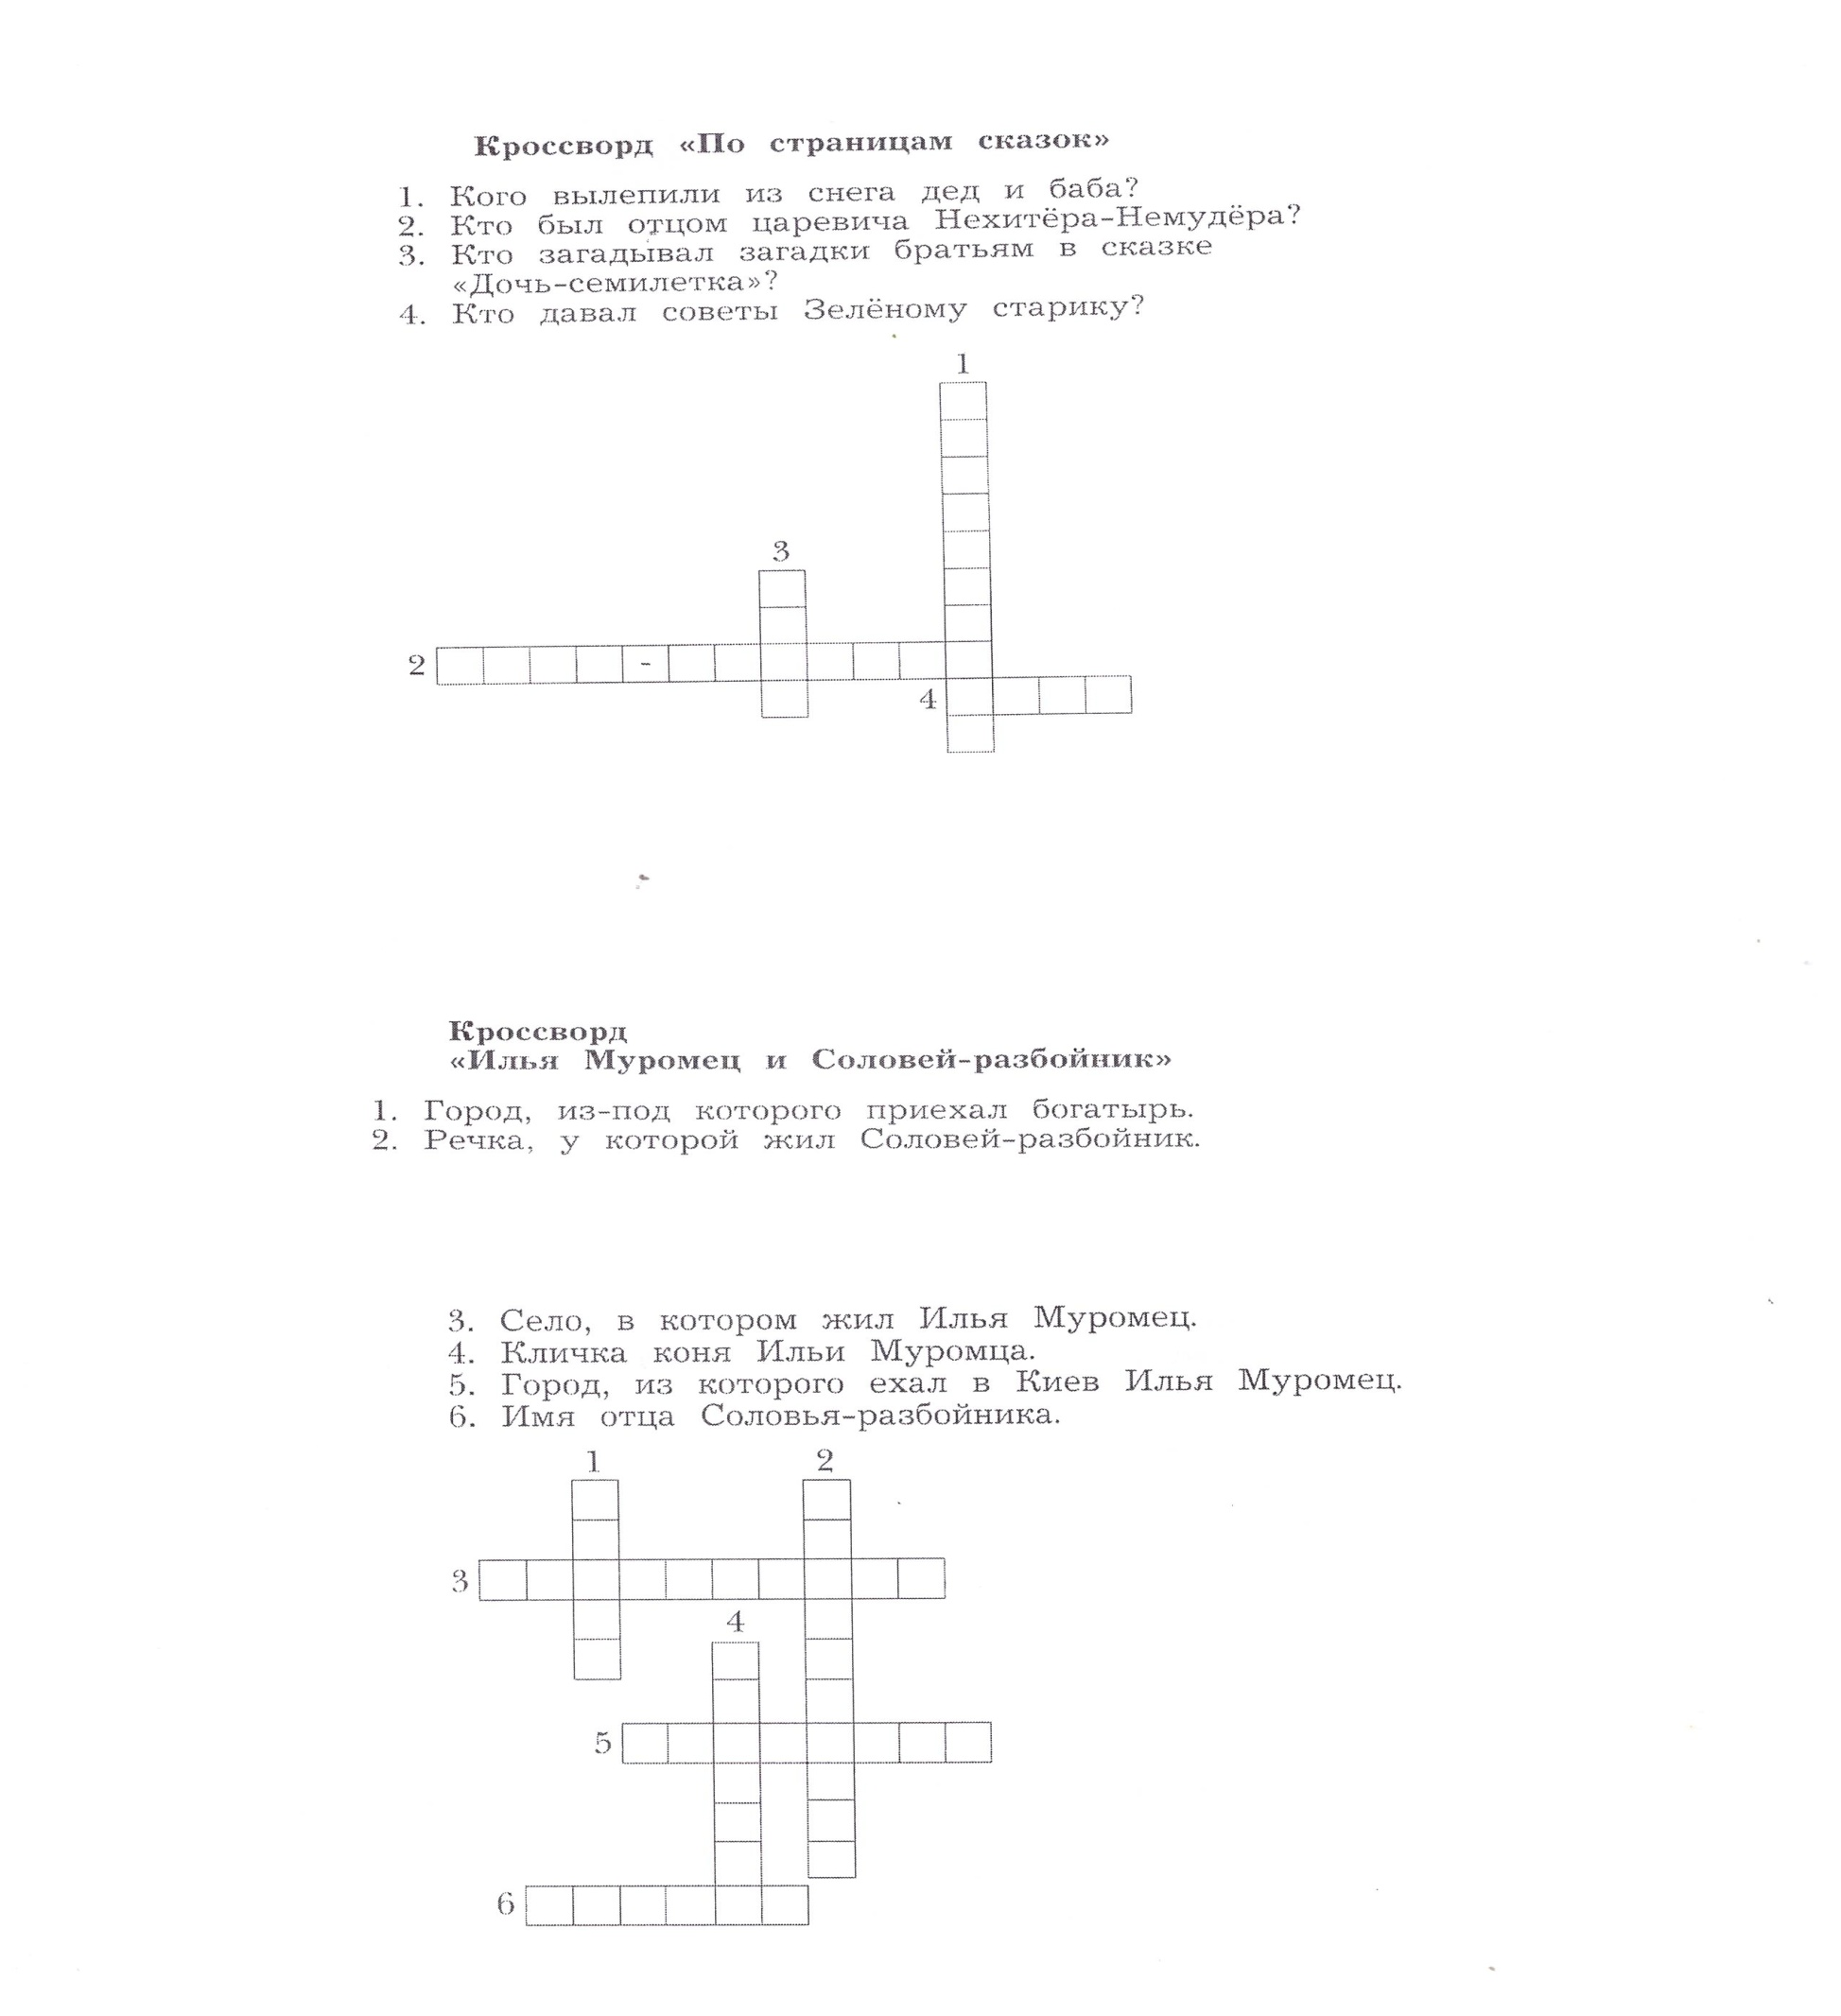 Кроссворд «По страницам сказок»
1. Кого вылепили из снега дед и баба?
2. Кто был отцом царевича Нехитёра-Немудёра?
3. Кто загадывал загадки братьям в сказке
«Дочь-семилетка»?
4. Кто давал советы Зелёному старику?
1
3
2 -
4
Кроссворд
«Илья Муромец и Соловей-разбойник»
1. Город, из-под которого приехал богатырь.
2. Речка, у которой жил Соловей-разбойник.
3. Село, в котором жил Илья Муромец.
4. Кличка коня Ильи Муромца.
5. Город, из которого ехал в Киев Илья Муромец.
6. Имя отца Соловья-разбойника.
1 2
3
4
5
6